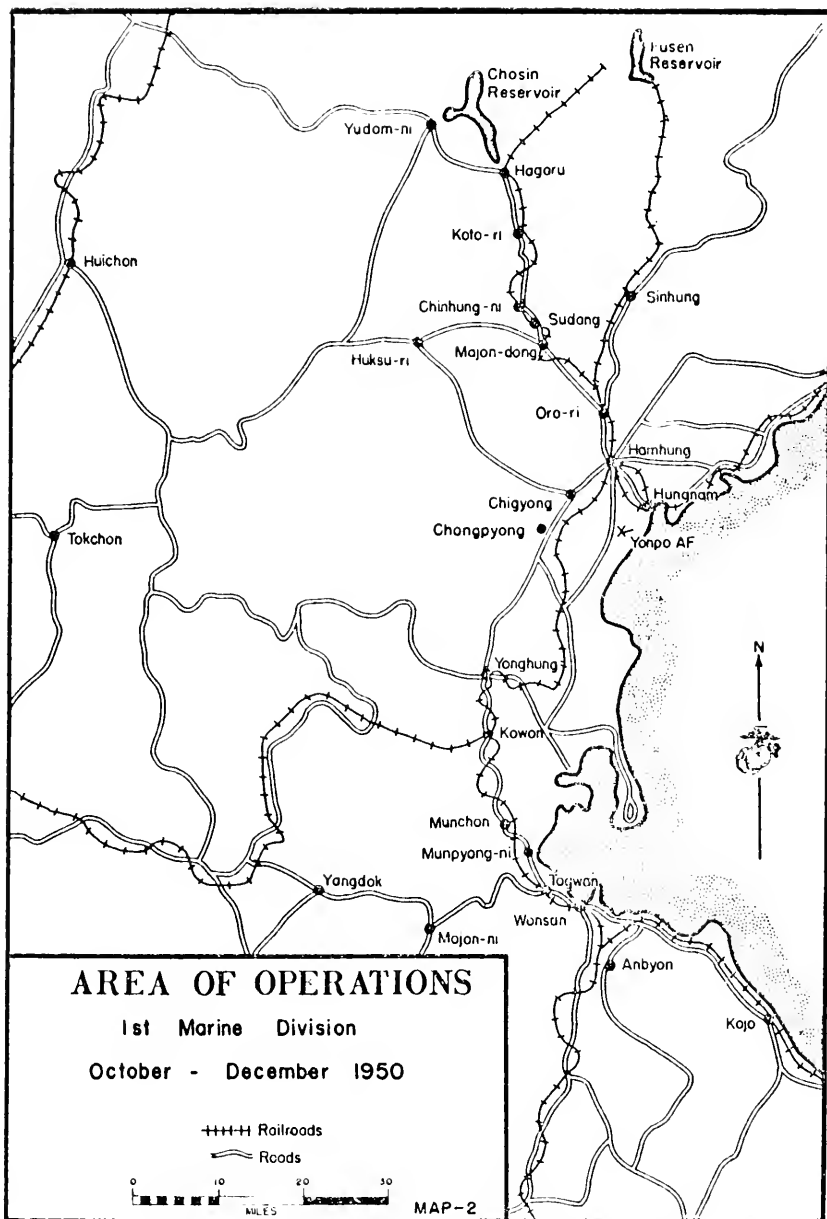 Fusen
Reservoir
Chosin
Reservoir
Yudam-ni
Hagaru
Koto-ri
Huichon
Sinhung
Chinhung-ni
Sudong
Huksu-ri
Majon-dong
Oro-ri
Hamhung
Chigyong
Hungnam
Chongpyong
Yonpo AF
Tokchon
N
Yonghung
Kowon
Munchon
Munpyong-ni
Togwan
Yangdok
Wonsan
Majon-ni
Anbyon
Kojo
AREA OF OPERATIONS
1st Marine Division
October - December 1950
Railroads
Roads
0 10 20 30
MILES
MAP-2